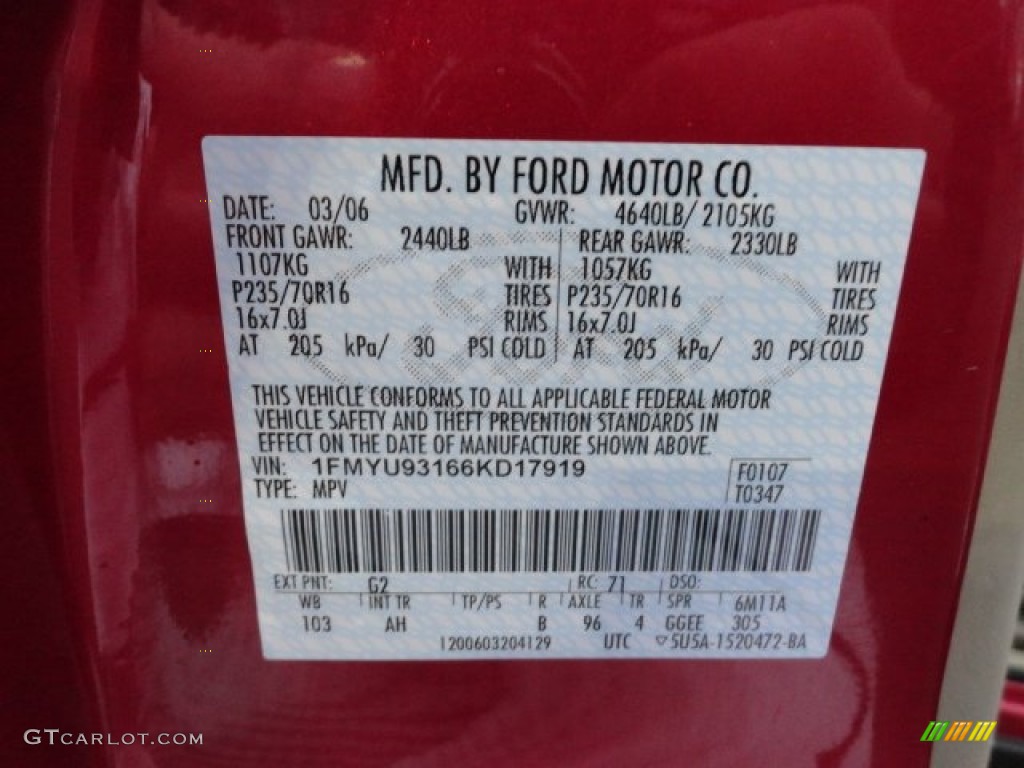 MFD. BY FORD MOTOR CO.
DATE: 03/06 GVWR: 4640LB/ 2105KG
FRONT GAWR: 2440LB REAR GAWR: 2330LB
1107KG WITH 1057KG WITH
P235/70R16 TIRES P235/70R16 TIRES
16x7.0J RIMS 16x7.0J RIMS
AT 205 kPa/ 30 PSI COLD AT 205 kPa/ 30 PSI COLD
THIS VEHICLE CONFORMS TO ALL APPLICABLE FEDERAL MOTOR
VEHICLE SAFETY AND THEFT PREVENTION STANDARDS IN
EFFECT ON THE DATE OF MANUFACTURE SHOWN ABOVE.
VIN: 1FMYU93166KD17919 F0107
TYPE: MPV T0347
EXT PNT: G2 RC: 71 DSO:
WB INT TR TP/PS R AXLE TR SPR 6M11A
103 AH B 96 4 GGEE 305
1200603204129 UTC 5U5A-1520472-BA
GTCARLOT.COM